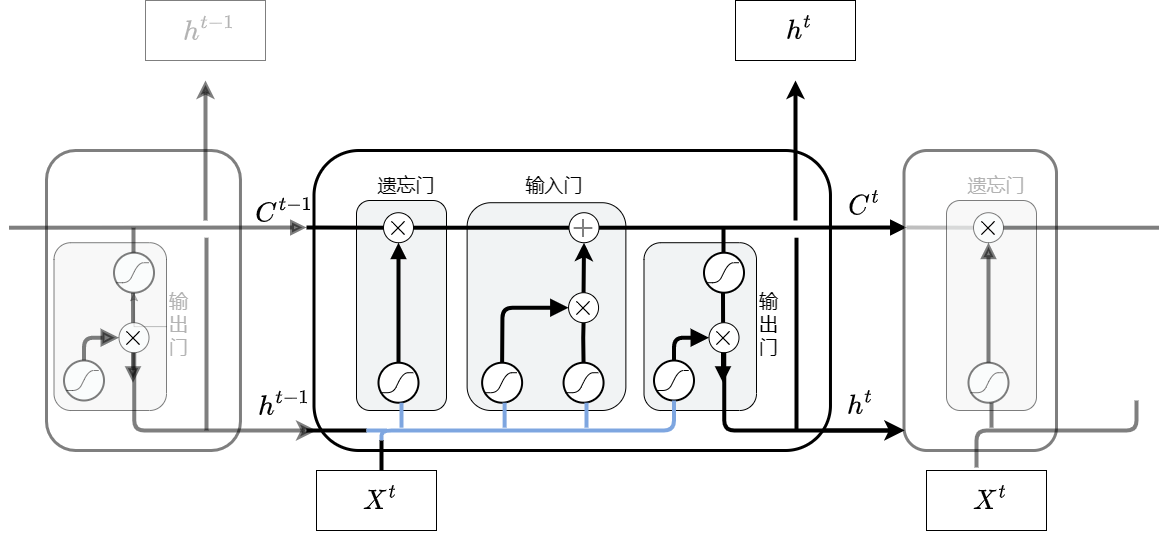 h^{t-1}
h^t
遗忘门
输入门
遗忘门
C^{t-1}
C^t
输
出
门
输
出
门
h^{t-1}
h^t
X^t
X^t